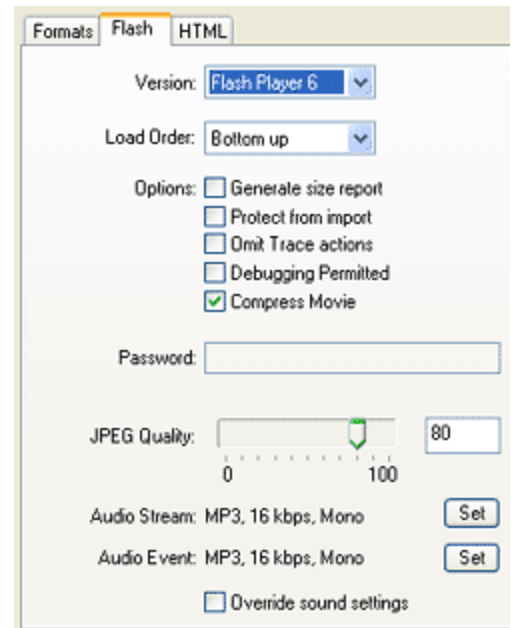 Formats Flash HTML
Version: Flash Player 6
Load Order: Bottom up
Options: Generate size report
Protect from import
Omit Trace actions
Debugging Permitted
Compress Movie
Password:
JPEG Quality: 80
0 100
Audio Stream: MP3, 16 kbps, Mono Set
Audio Event: MP3, 16 kbps, Mono Set
Override sound settings